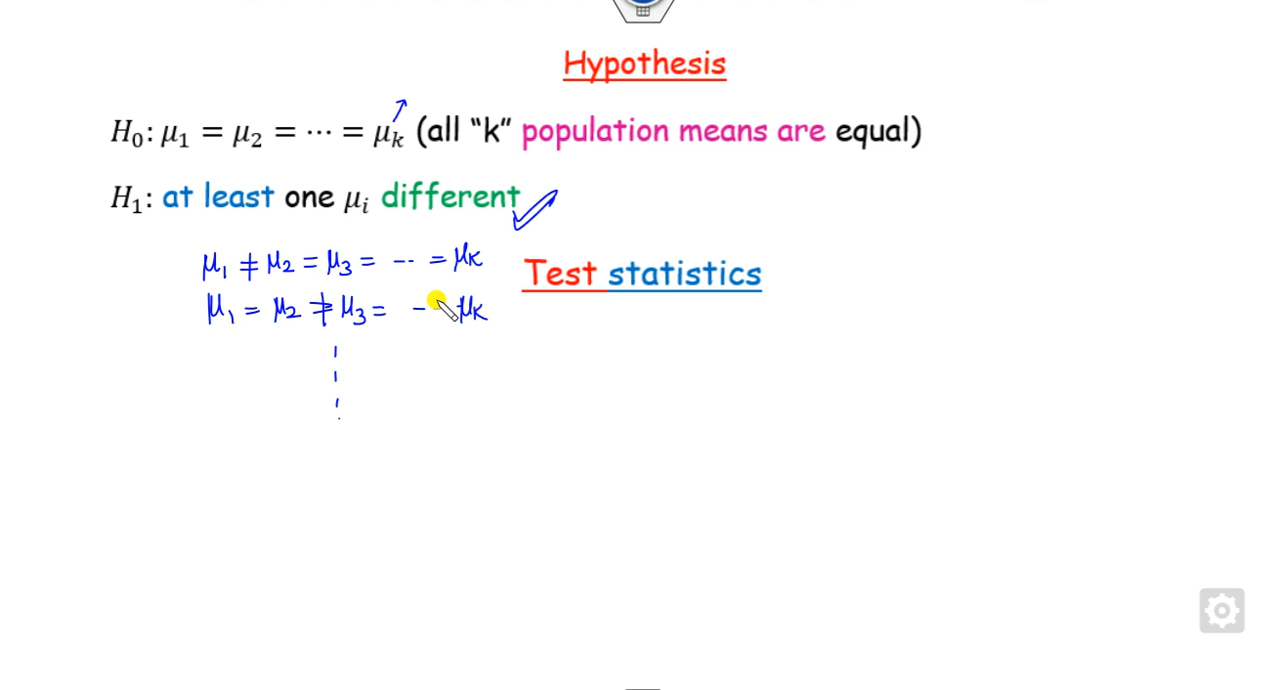 Hypothesis
H₀: μ₁ = μ₂ = ⋯ = μₖ (all “k” population means are equal)
H₁: at least one μᵢ different
μ₁ ≠ μ₂ = μ₃ = -- = μₖ
Test statistics
μ₁ = μ₂ ≠ μ₃ = - μₖ